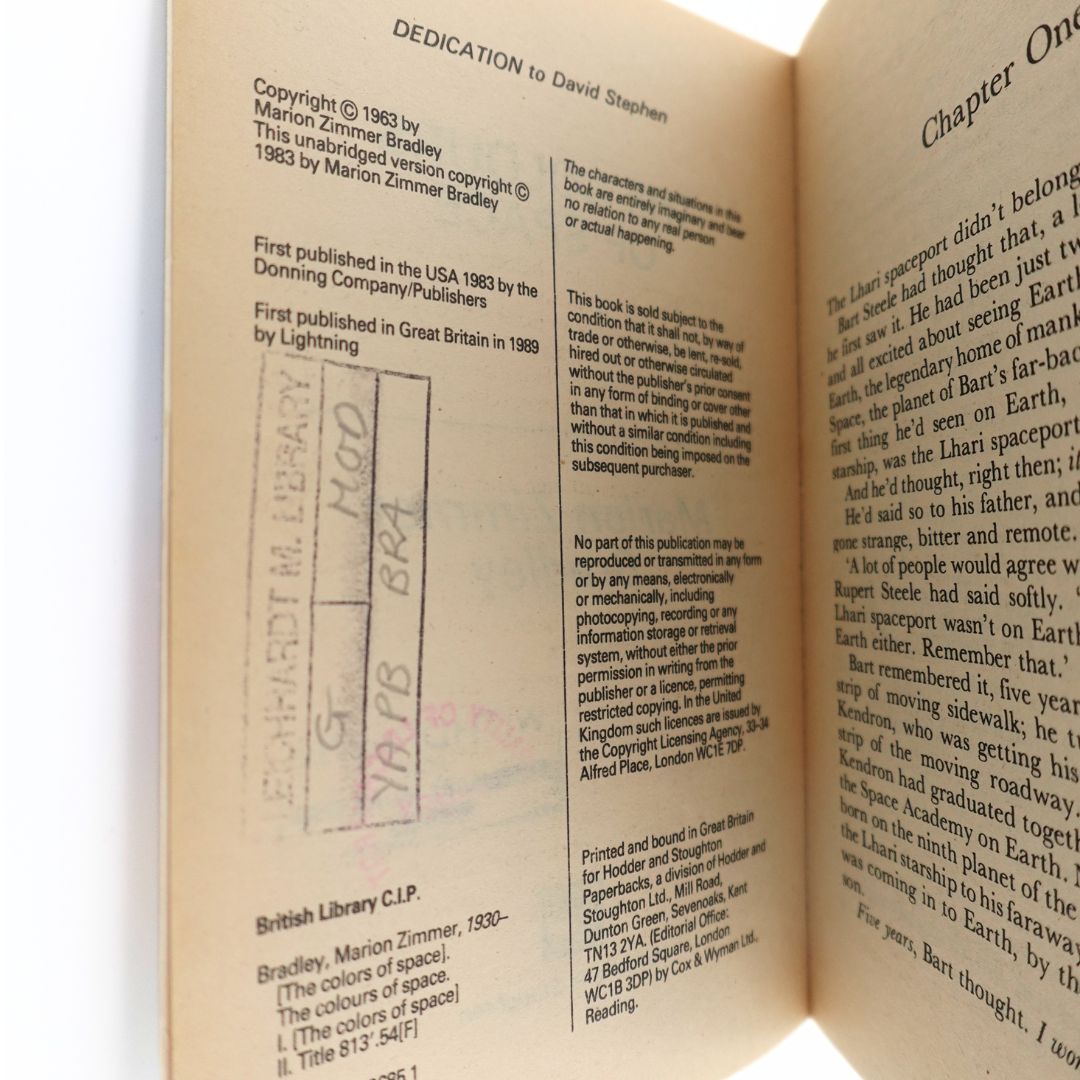 DEDICATION to David Stephen
Copyright © 1963 by
Marion Zimmer Bradley
This unabridged version copyright ©
1983 by Marion Zimmer Bradley
First published in the USA 1983 by the
Donning Company/Publishers
First published in Great Britain in 1989
by Lightning
M. LIBRARY
MOD
G
YAPB BRA
British Library C.I.P.
Bradley, Marion Zimmer, 1930–
[The colors of space].
The colours of space.
I. [The colors of space]
II. Title 813'.54[F]
The characters and situations in this
book are entirely imaginary and bear
no relation to any real person
or actual happening.
This book is sold subject to the
condition that it shall not, by way of
trade or otherwise, be lent, re-sold,
hired out or otherwise circulated
without the publisher's prior consent
in any form of binding or cover other
than that in which it is published and
without a similar condition including
this condition being imposed on the
subsequent purchaser.
No part of this publication may be
reproduced or transmitted in any form
or by any means, electronically
or mechanically, including
photocopying, recording or any
information storage or retrieval
system, without either the prior
permission in writing from the
publisher or a licence, permitting
restricted copying. In the United
Kingdom such licences are issued by
the Copyright Licensing Agency, 33–34
Alfred Place, London WC1E 7DP.
Printed and bound in Great Britain
for Hodder and Stoughton
Paperbacks, a division of Hodder and
Stoughton Ltd., Mill Road,
Dunton Green, Sevenoaks, Kent
TN13 2YA. (Editorial Office:
47 Bedford Square, London
WC1B 3DP) by Cox & Wyman Ltd.,
Reading.
Chapter One
The Lhari spaceport didn't belong
Bart Steele had thought that, a
he first saw it. He had been just
and all excited about seeing Earth
Earth, the legendary home of
Space, the planet of Bart's
first thing he'd seen on Earth,
starship, was the Lhari spaceport
And he'd thought, right then;
He'd said so to his father, and
gone strange, bitter and remote.
'A lot of people would agree
Rupert Steele had said softly.
Lhari spaceport wasn't on Earth
Earth either. Remember that.'
Bart remembered it, five
strip of moving sidewalk; he
Kendron, who was getting his
strip of the moving roadway.
Kendron had graduated
the Space Academy on Earth.
born on the ninth planet of the
the Lhari starship to his faraway
was coming in to Earth, by
son.
Five years, Bart thought. I